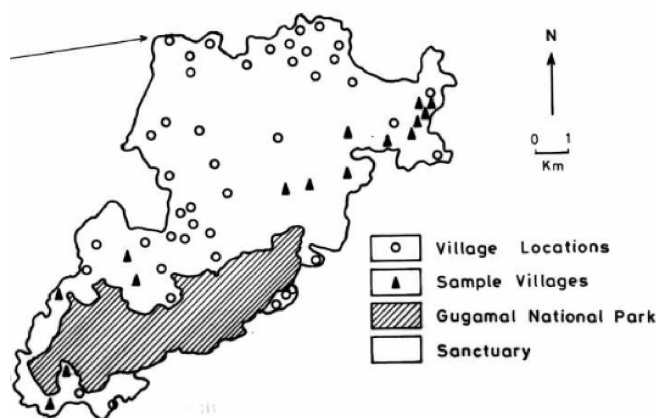 N
0 1
Km
Village Locations
Sample Villages
Gugamal National Park
Sanctuary